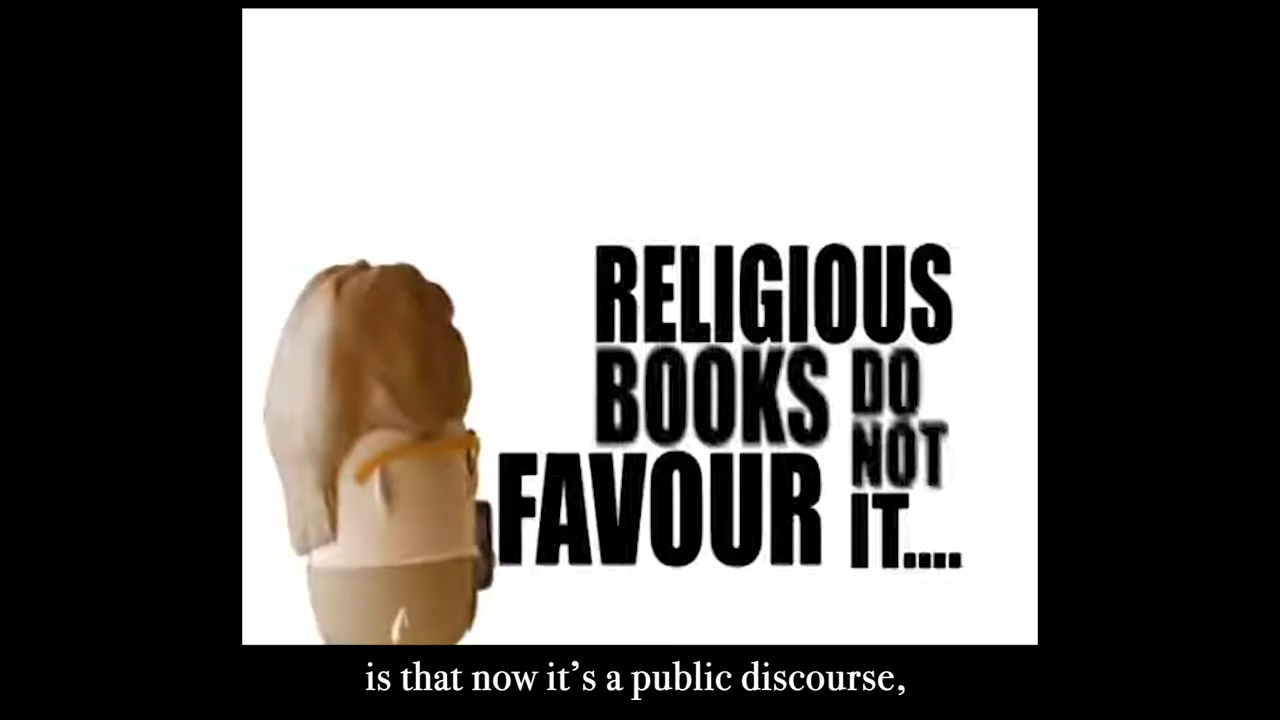 RELIGIOUS
BOOKS DO
NOT
FAVOUR IT....
is that now it's a public discourse,